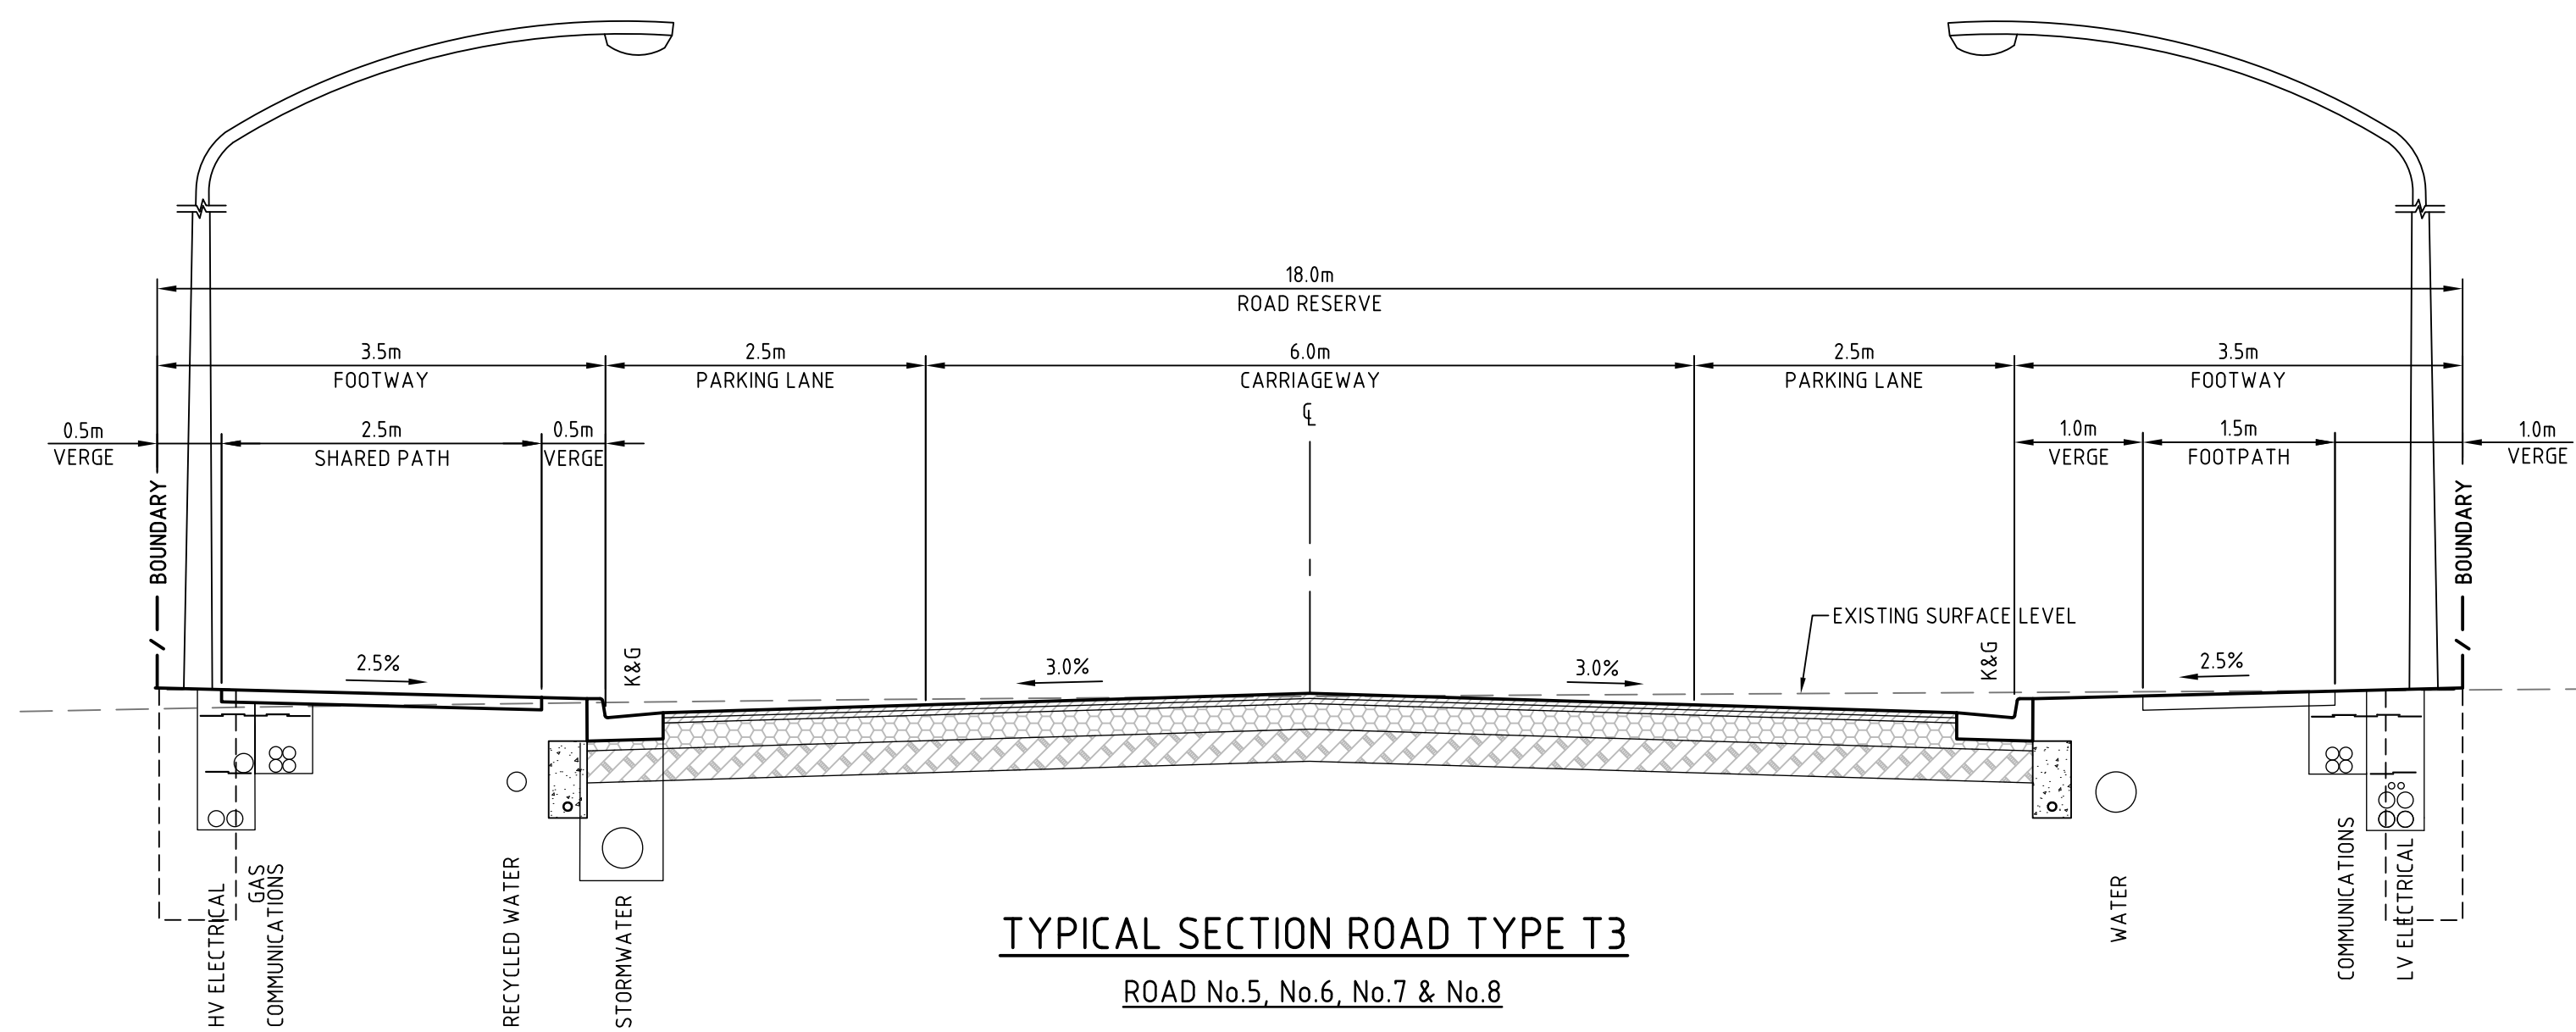 18.0m
ROAD RESERVE
3.5m
FOOTWAY
2.5m
PARKING LANE
6.0m
CARRIAGEWAY
2.5m
PARKING LANE
3.5m
FOOTWAY
℄
0.5m
VERGE
2.5m
SHARED PATH
0.5m
VERGE
1.0m
VERGE
1.5m
FOOTPATH
1.0m
VERGE
BOUNDARY
BOUNDARY
EXISTING SURFACE LEVEL
2.5%
K&G
3.0%
3.0%
K&G
2.5%
HV ELECTRICAL
GAS
COMMUNICATIONS
RECYCLED WATER
STORMWATER
WATER
COMMUNICATIONS
LV ELECTRICAL
TYPICAL SECTION ROAD TYPE T3
ROAD No.5, No.6, No.7 & No.8